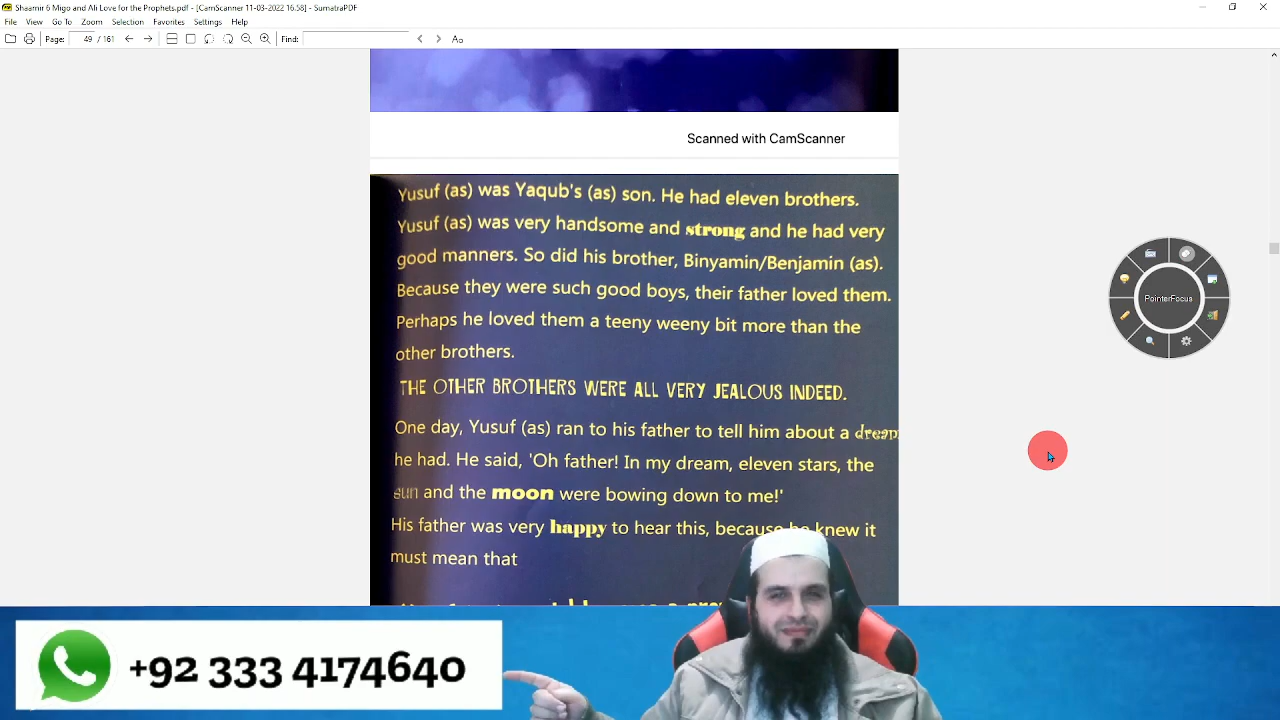 Shaamir 6 Migo and Ali Love for the Prophets.pdf - [CamScanner 11-03-2022 16.58] - SumatraPDF
File View Go To Zoom Selection Favorites Settings Help
Page: 49 / 161 Find:
Scanned with CamScanner
Yusuf (as) was Yaqub's (as) son. He had eleven brothers.
Yusuf (as) was very handsome and strong and he had very
good manners. So did his brother, Binyamin/Benjamin (as).
Because they were such good boys, their father loved them.
Perhaps he loved them a teeny weeny bit more than the
other brothers.
THE OTHER BROTHERS WERE ALL VERY JEALOUS INDEED.
One day, Yusuf (as) ran to his father to tell him about a dream
he had. He said, 'Oh father! In my dream, eleven stars, the
sun and the moon were bowing down to me!'
His father was very happy to hear this, because he knew it
must mean that
PointerFocus
+92 333 4174640